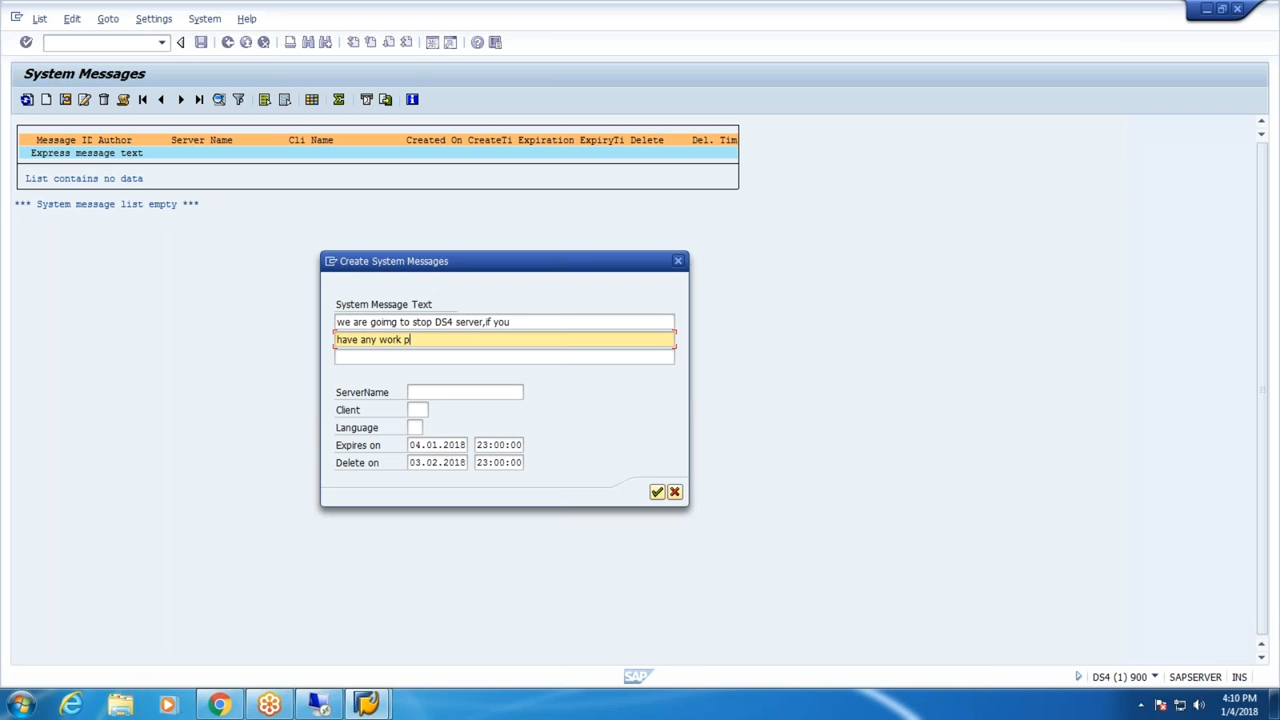 List Edit Goto Settings System Help
System Messages
Message ID Author Server Name Cli Name Created On CreateTi Expiration ExpiryTi Delete Del. Tim
Express message text
List contains no data
*** System message list empty ***
Create System Messages
System Message Text
we are goimg to stop DS4 server,if you
have any work p
ServerName
Client
Language
Expires on 04.01.2018 23:00:00
Delete on 03.02.2018 23:00:00
SAP
DS4 (1) 900 SAPSERVER INS
4:10 PM
1/4/2018